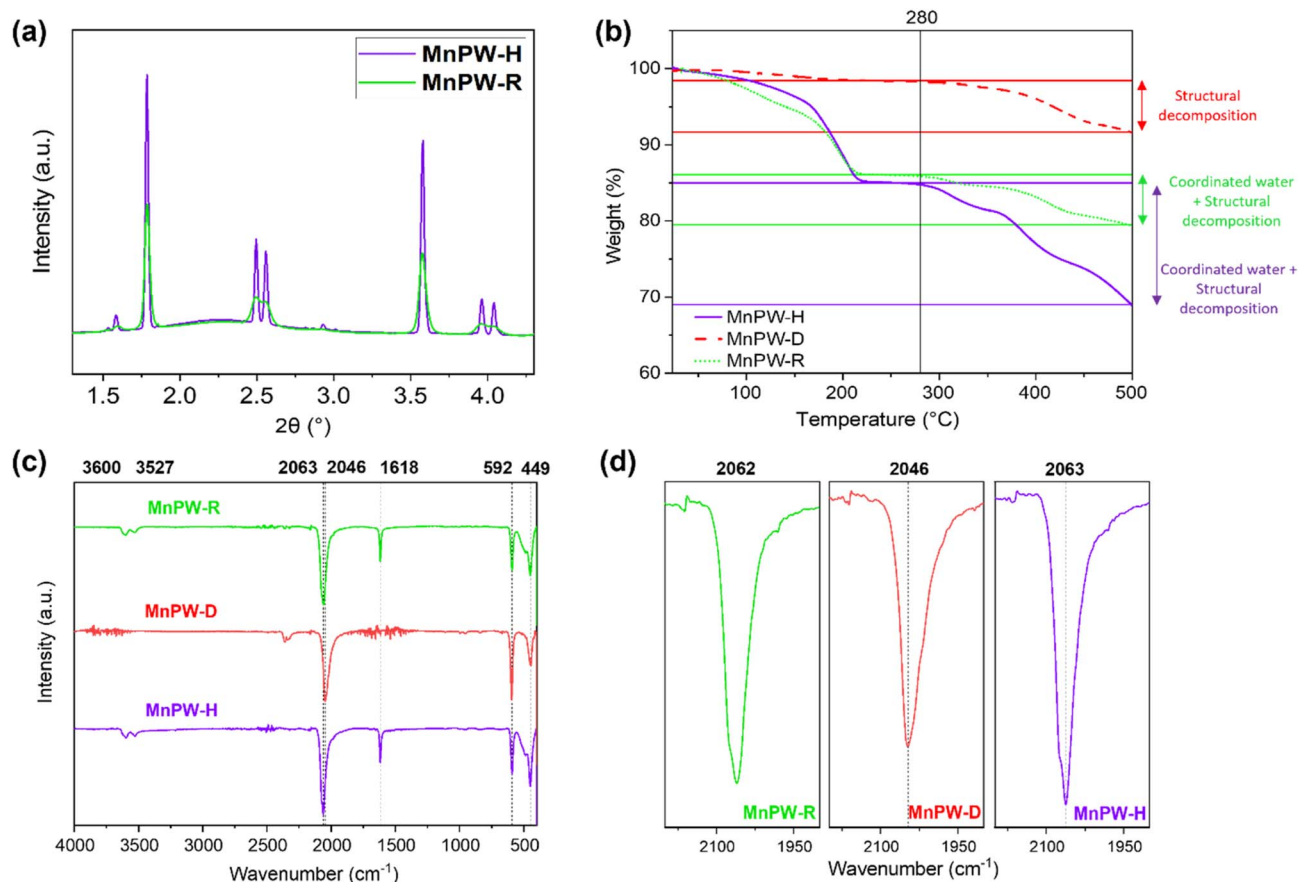 (a)
MnPW-H
MnPW-R
Intensity (a.u.)
1.5 2.0 2.5 3.0 3.5 4.0
2θ (°)
(b)
280
100
90
80
70
60
Weight (%)
MnPW-H
MnPW-D
MnPW-R
100 200 300 400 500
Temperature (°C)
Structural
decomposition
Coordinated water
+ Structural
decomposition
Coordinated water +
Structural
decomposition
(c)
3600 3527 2063 2046 1618 592 449
MnPW-R
MnPW-D
MnPW-H
Intensity (a.u.)
4000 3500 3000 2500 2000 1500 1000 500
Wavenumber (cm⁻¹)
(d)
2062 2046 2063
MnPW-R MnPW-D MnPW-H
2100 1950 2100 1950 2100 1950
Wavenumber (cm⁻¹)